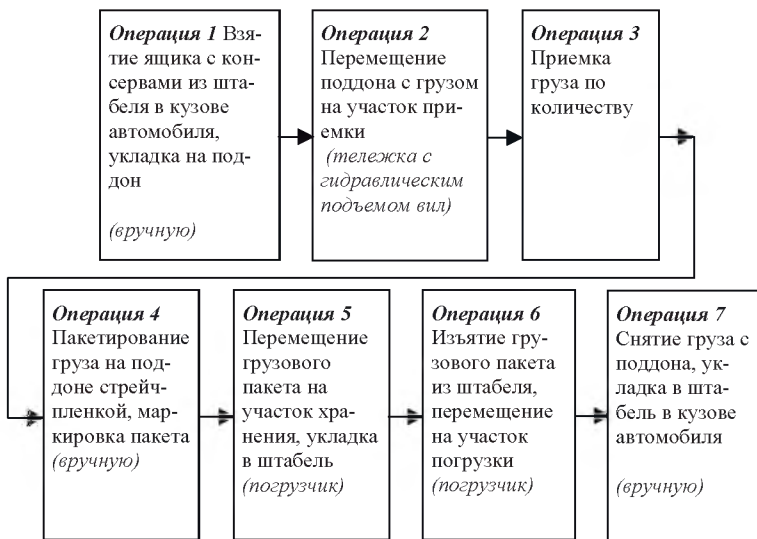 Операция 1 Взя-
тие ящика с кон-
сервами из шта-
беля в кузове
автомобиля,
укладка на под-
дон
(вручную)
Операция 2
Перемещение
поддона с грузом
на участок при-
емки
(тележка с
гидравлическим
подъемом вил)
Операция 3
Приемка
груза по
количеству
Операция 4
Пакетирование
груза на под-
доне стрейч-
пленкой, мар-
кировка пакета
(вручную)
Операция 5
Перемещение
грузового
пакета на
участок хра-
нения, укладка
в штабель
(погрузчик)
Операция 6
Изъятие гру-
зового пакета
из штабеля,
перемещение
на участок
погрузки
(погрузчик)
Операция 7
Снятие груза с
поддона, ук-
ладка в шта-
бель в кузове
автомобиля
(вручную)